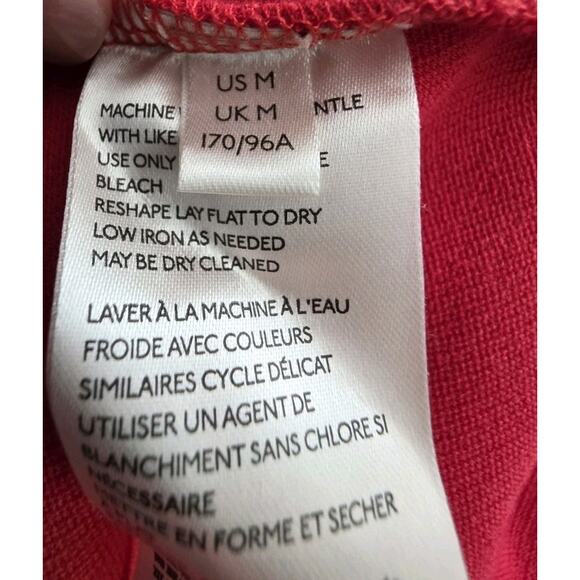 US M
UK M
170/96A
MACHINE NTLE
WITH LIKE
USE ONLY E
BLEACH
RESHAPE LAY FLAT TO DRY
LOW IRON AS NEEDED
MAY BE DRY CLEANED
LAVER À LA MACHINE À L'EAU
FROIDE AVEC COULEURS
SIMILAIRES CYCLE DÉLICAT
UTILISER UN AGENT DE
BLANCHIMENT SANS CHLORE SI
NÉCESSAIRE
EN FORME ET SECHER